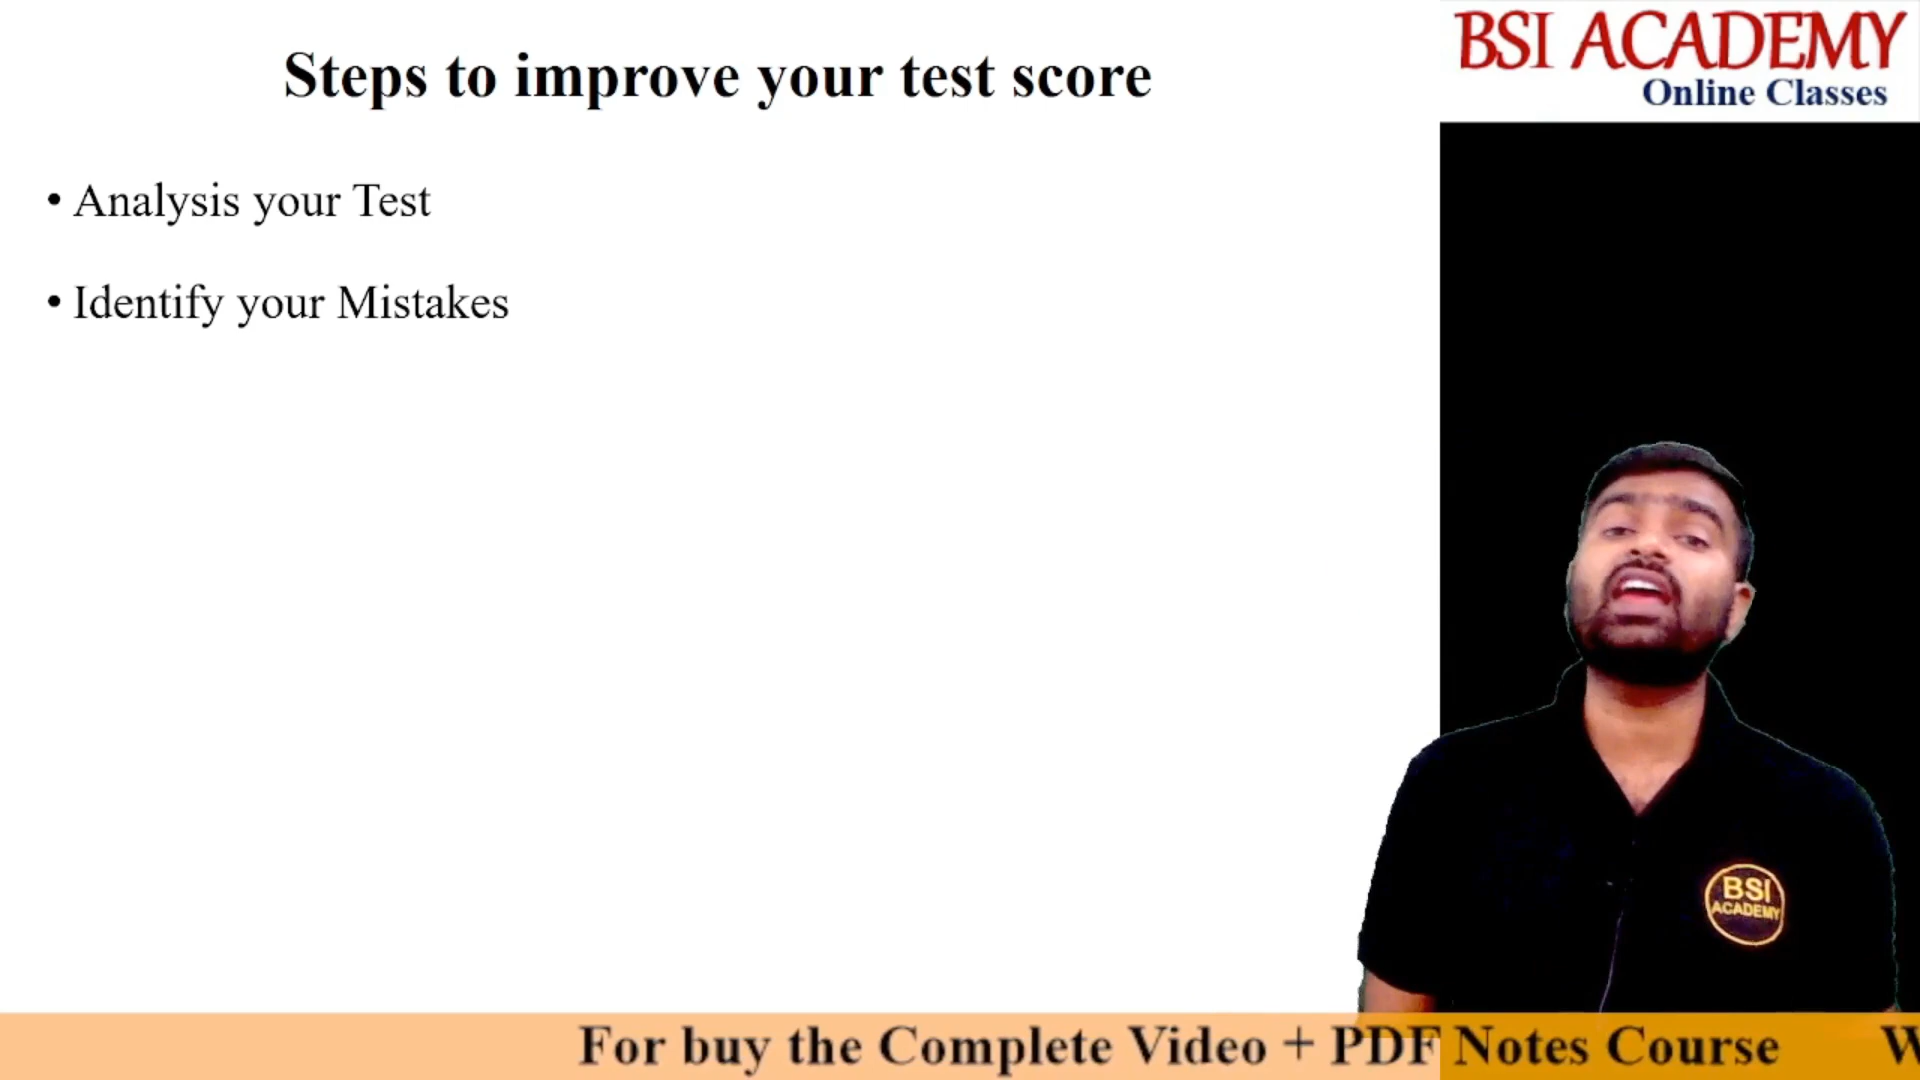 Steps to improve your test score
BSI ACADEMY
Online Classes
• Analysis your Test
• Identify your Mistakes
BSI
ACADEMY
For buy the Complete Video + PDF Notes Course